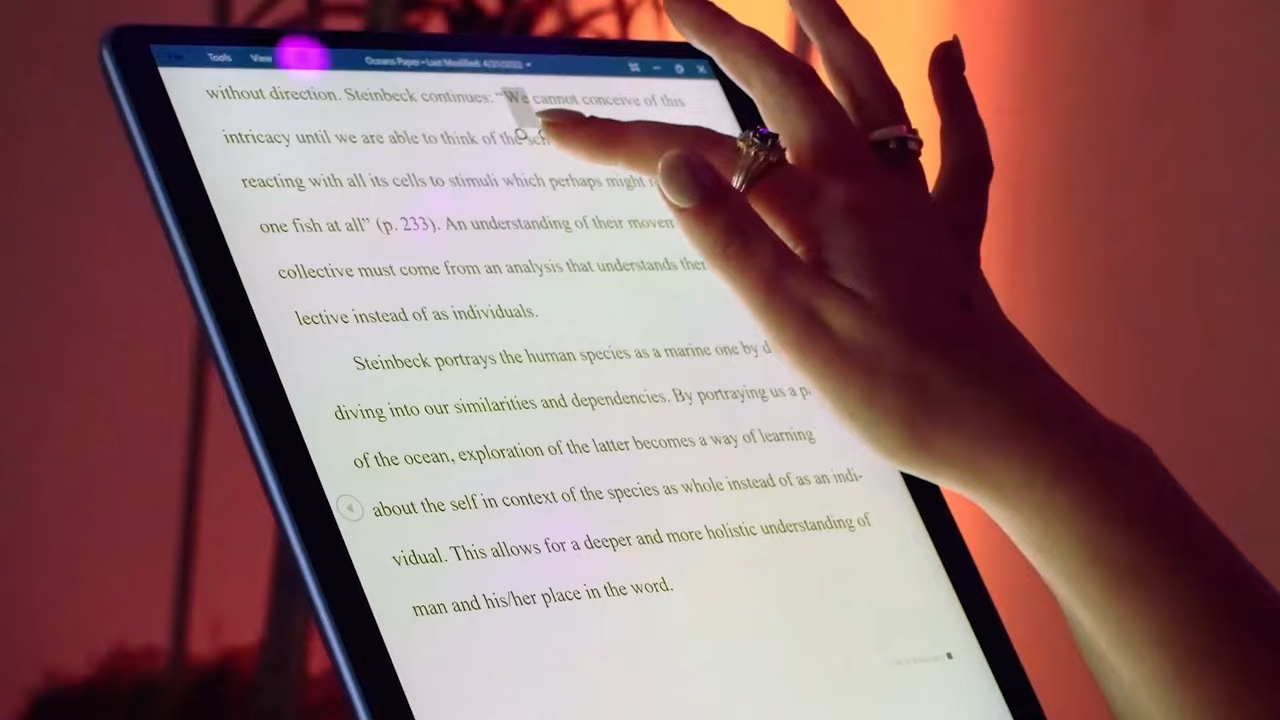 Tools View Oceans Paper • Last Modified: 4/21/2022
without direction. Steinbeck continues: “We cannot conceive of this
intricacy until we are able to think of the
reacting with all its cells to stimuli which perhaps might
one fish at all” (p. 233). An understanding of their
collective must come from an analysis that understands
lective instead of as individuals.
Steinbeck portrays the human species as a marine one by
diving into our similarities and dependencies. By portraying us a
of the ocean, exploration of the latter becomes a way of learning
about the self in context of the species as whole instead of as an indi-
vidual. This allows for a deeper and more holistic understanding of
man and his/her place in the word.